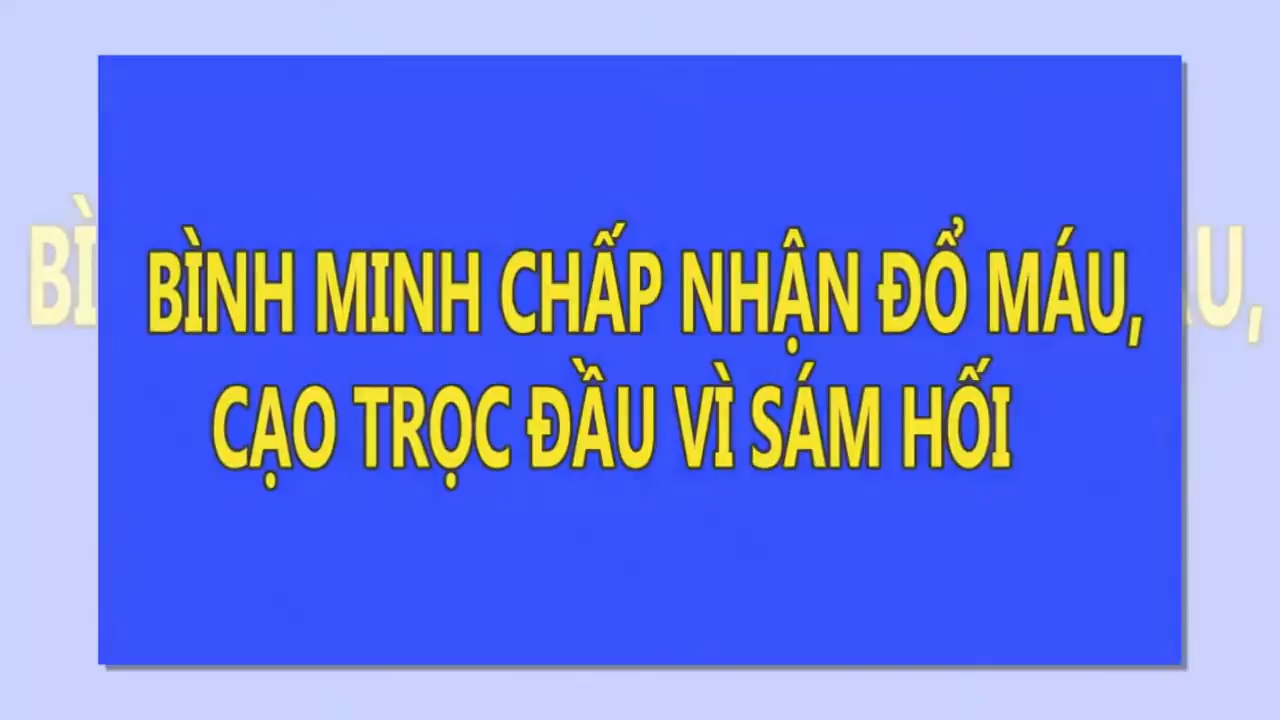 BÌNH MINH CHẤP NHẬN ĐỔ MÁU,
CẠO TRỌC ĐẦU VÌ SÁM HỐI